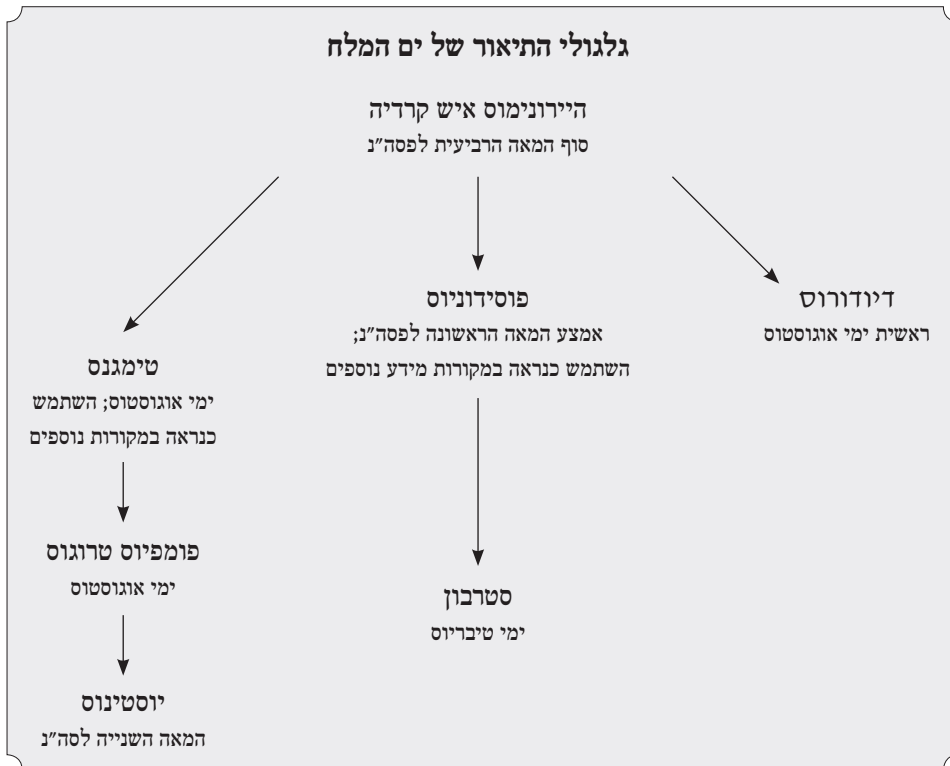 גלגולי התיאור של ים המלח
היירונימוס איש קרדיה
סוף המאה הרביעית לפסה"נ
דיודורוס
ראשית ימי אוגוסטוס
פוסידוניוס
אמצע המאה הראשונה לפסה"נ;
השתמש כנראה במקורות מידע נוספים
סטרבון
ימי טיבריוס
טימגנס
ימי אוגוסטוס; השתמש
כנראה במקורות נוספים
פומפיוס טרוגוס
ימי אוגוסטוס
יוסטינוס
המאה השנייה לסה"נ